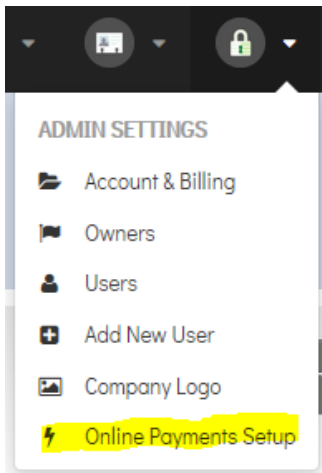 ADMIN SETTINGS
Account & Billing
Owners
Users
Add New User
Company Logo
Online Payments Setup